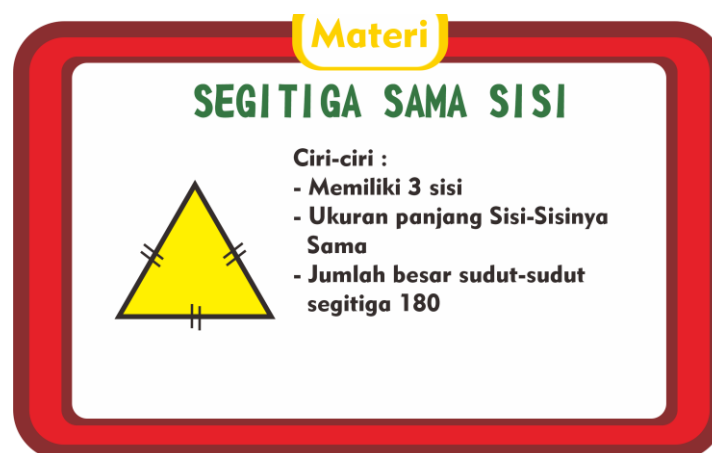 Materi
SEGITIGA SAMA SISI
Ciri-ciri :
- Memiliki 3 sisi
- Ukuran panjang Sisi-Sisinya
Sama
- Jumlah besar sudut-sudut
segitiga 180